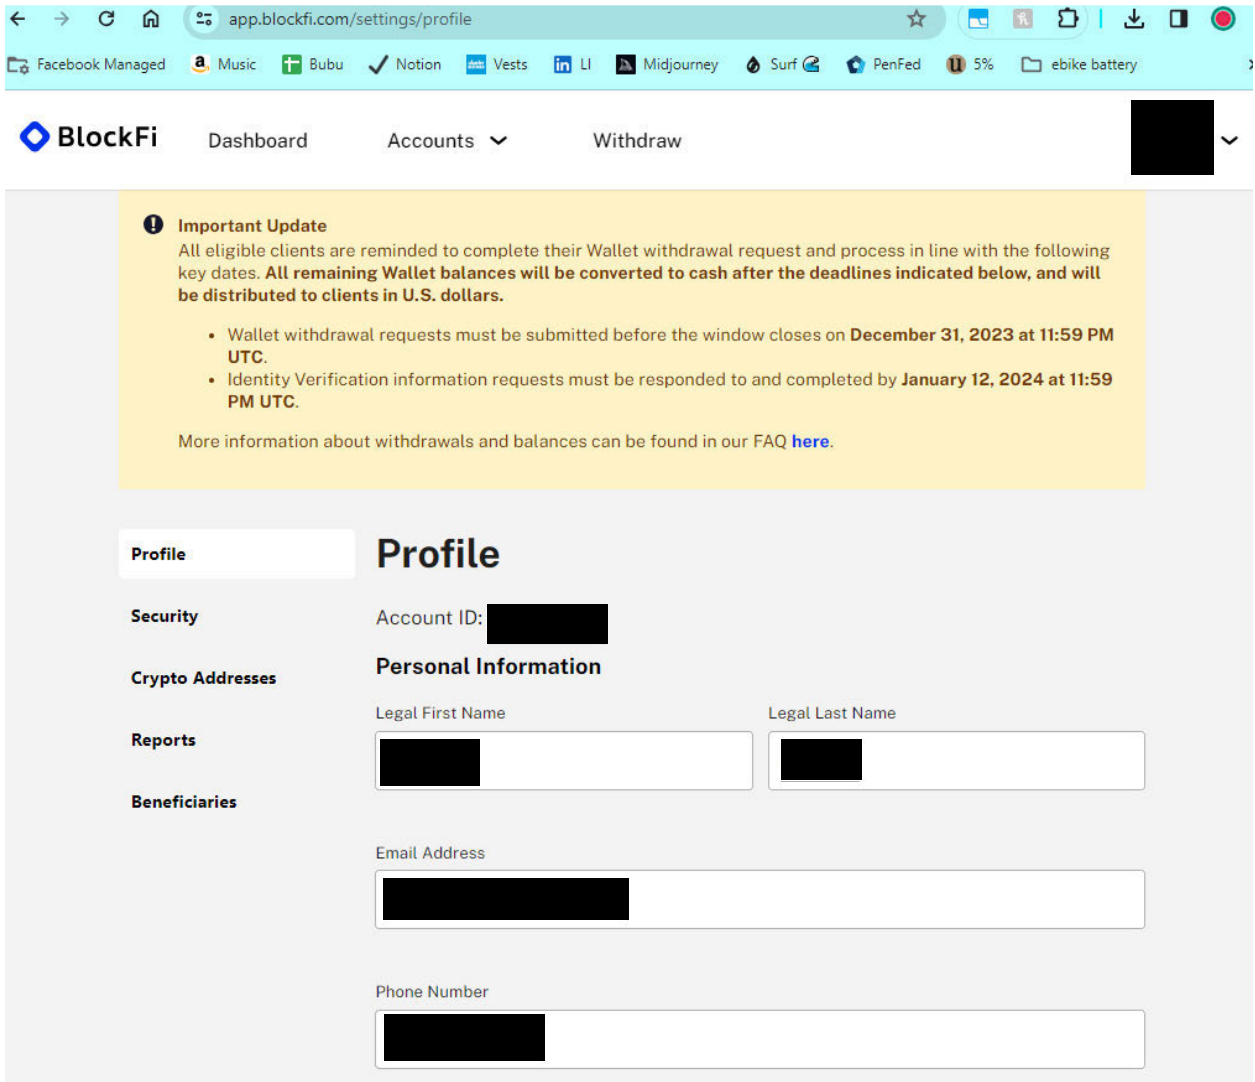 app.blockfi.com/settings/profile
Facebook Managed Music Bubu Notion Vests LI Midjourney Surf PenFed 5% ebike battery
BlockFi Dashboard Accounts Withdraw
Important Update
All eligible clients are reminded to complete their Wallet withdrawal request and process in line with the following
key dates. All remaining Wallet balances will be converted to cash after the deadlines indicated below, and will
be distributed to clients in U.S. dollars.
• Wallet withdrawal requests must be submitted before the window closes on December 31, 2023 at 11:59 PM
UTC.
• Identity Verification information requests must be responded to and completed by January 12, 2024 at 11:59
PM UTC.
More information about withdrawals and balances can be found in our FAQ here.
Profile
Security
Crypto Addresses
Reports
Beneficiaries
Profile
Account ID:
Personal Information
Legal First Name Legal Last Name
Email Address
Phone Number